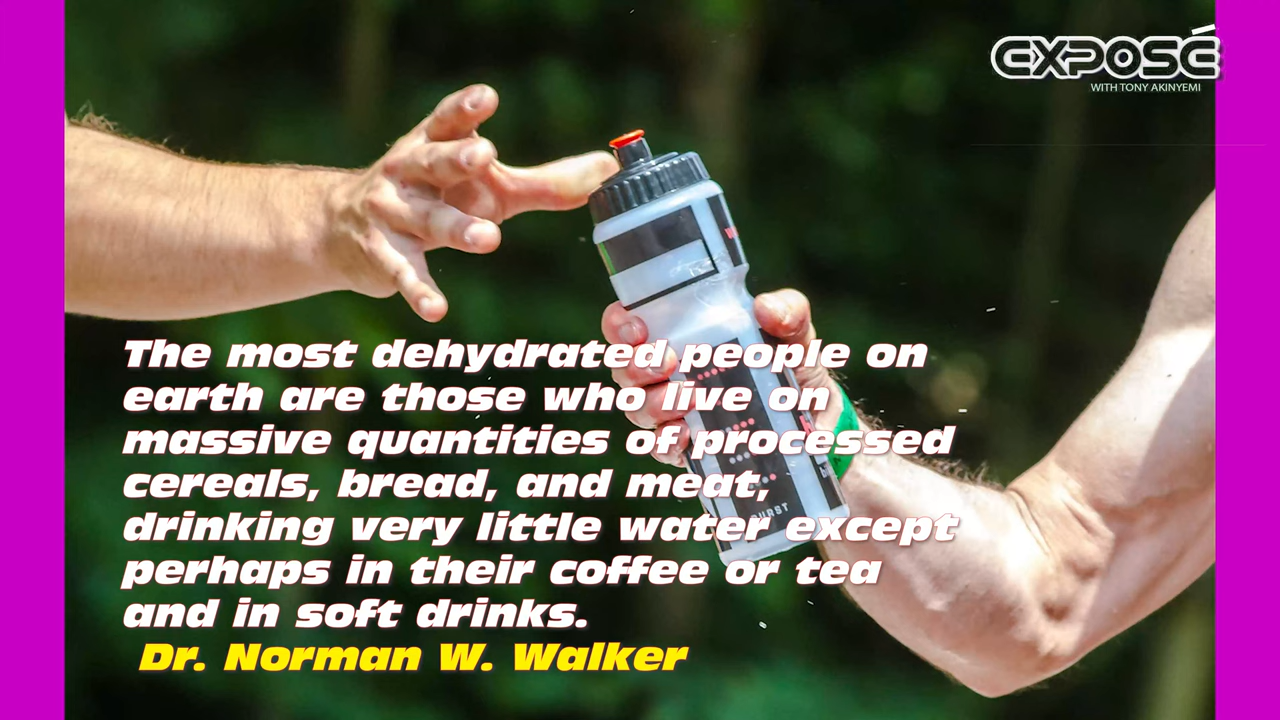 EXPOSÉ
WITH TONY AKINYEMI
The most dehydrated people on
earth are those who live on
massive quantities of processed
cereals, bread, and meat,
drinking very little water except
perhaps in their coffee or tea
and in soft drinks.
Dr. Norman W. Walker